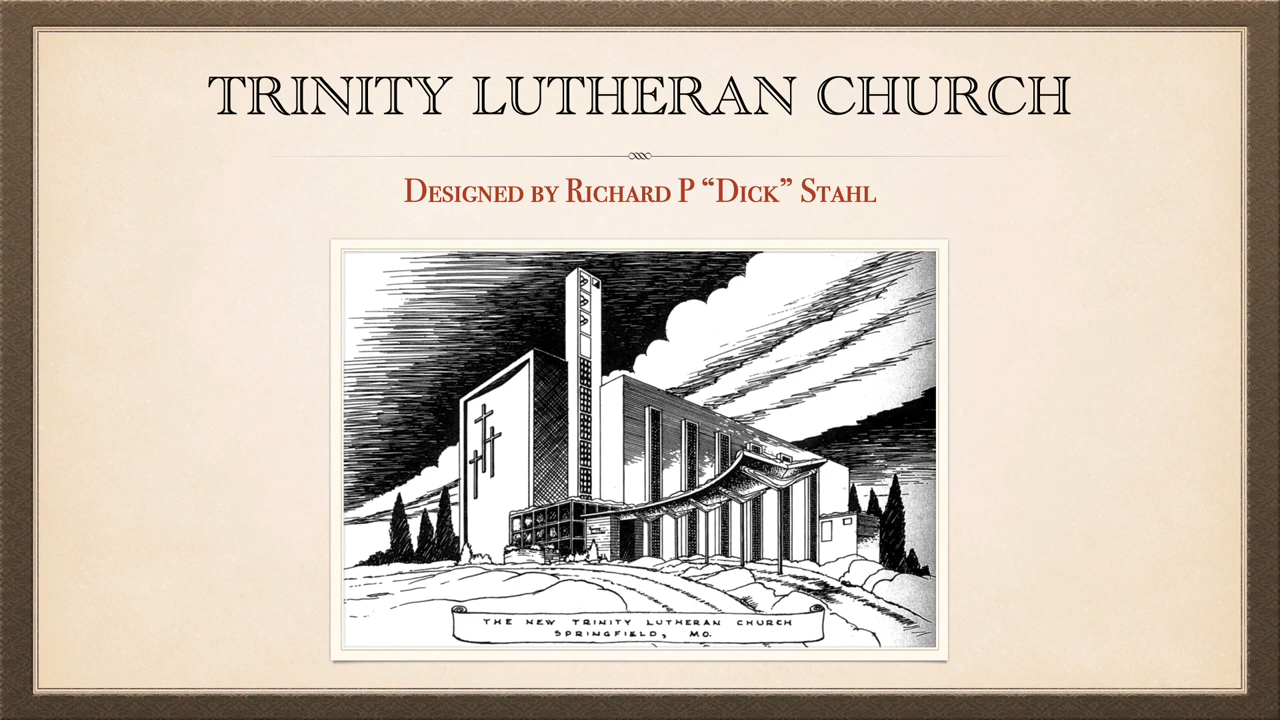 TRINITY LUTHERAN CHURCH
Designed by Richard P “Dick” Stahl
THE NEW TRINITY LUTHERAN CHURCH
SPRINGFIELD, MO.